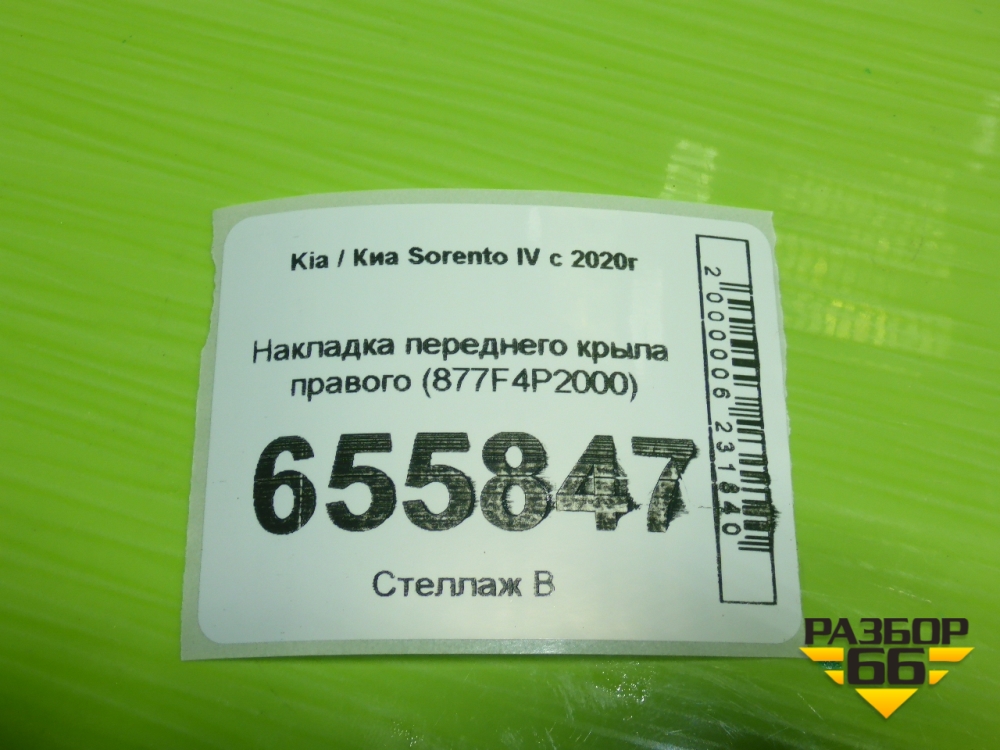 Kia / Киа Sorento IV с 2020г
Накладка переднего крыла
правого (877F4P2000)
655847
Стеллаж В
2000006231840
РАЗБОР
66